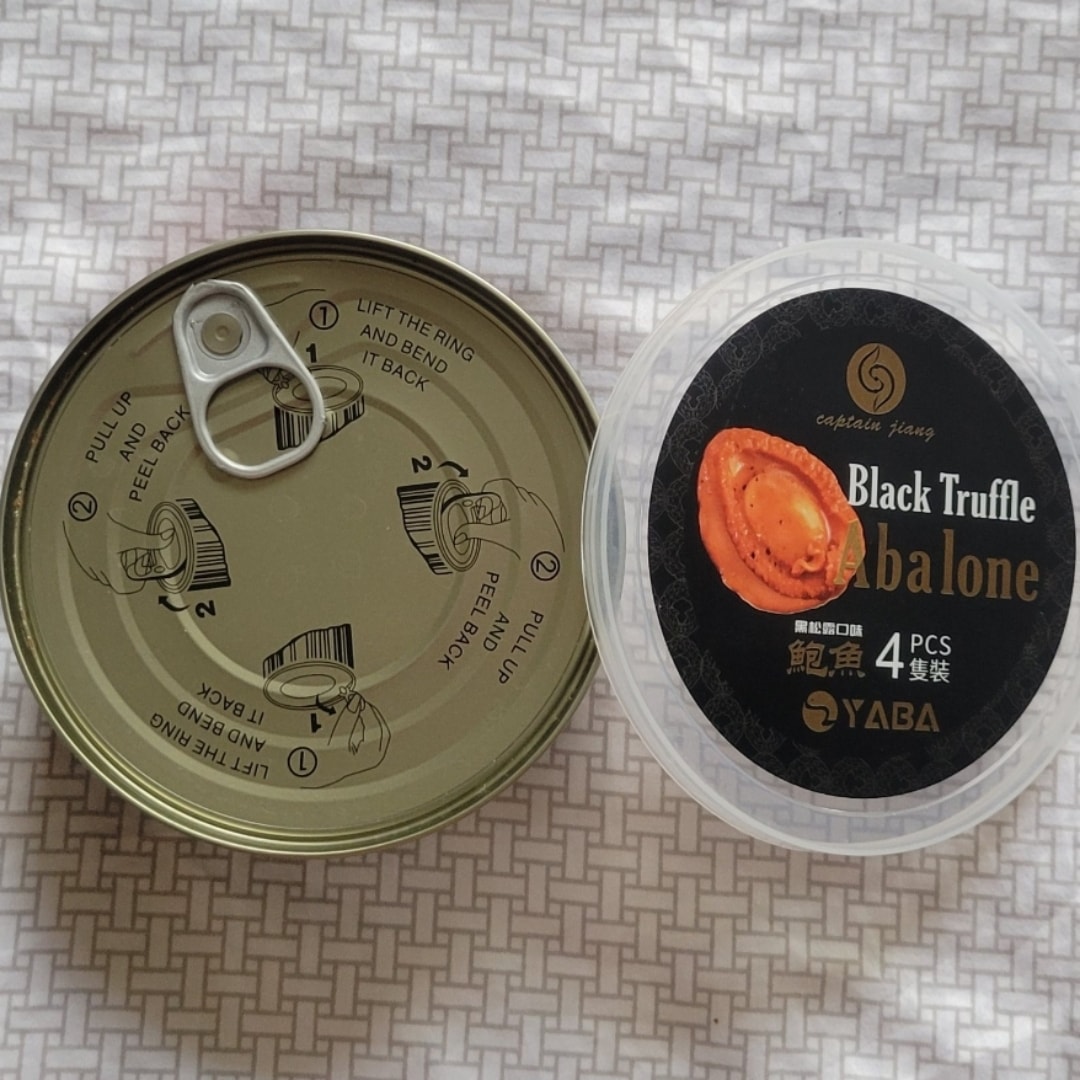 ① LIFT THE RING
AND BEND
IT BACK
1
PULL UP
AND
PEEL BACK
②
2
2
②
PULL UP
AND
PEEL BACK
1
① LIFT THE RING
AND BEND
IT BACK
captain jiang
Black Truffle
Abalone
黑松露口味
鮑魚 4 PCS
隻裝
YABA